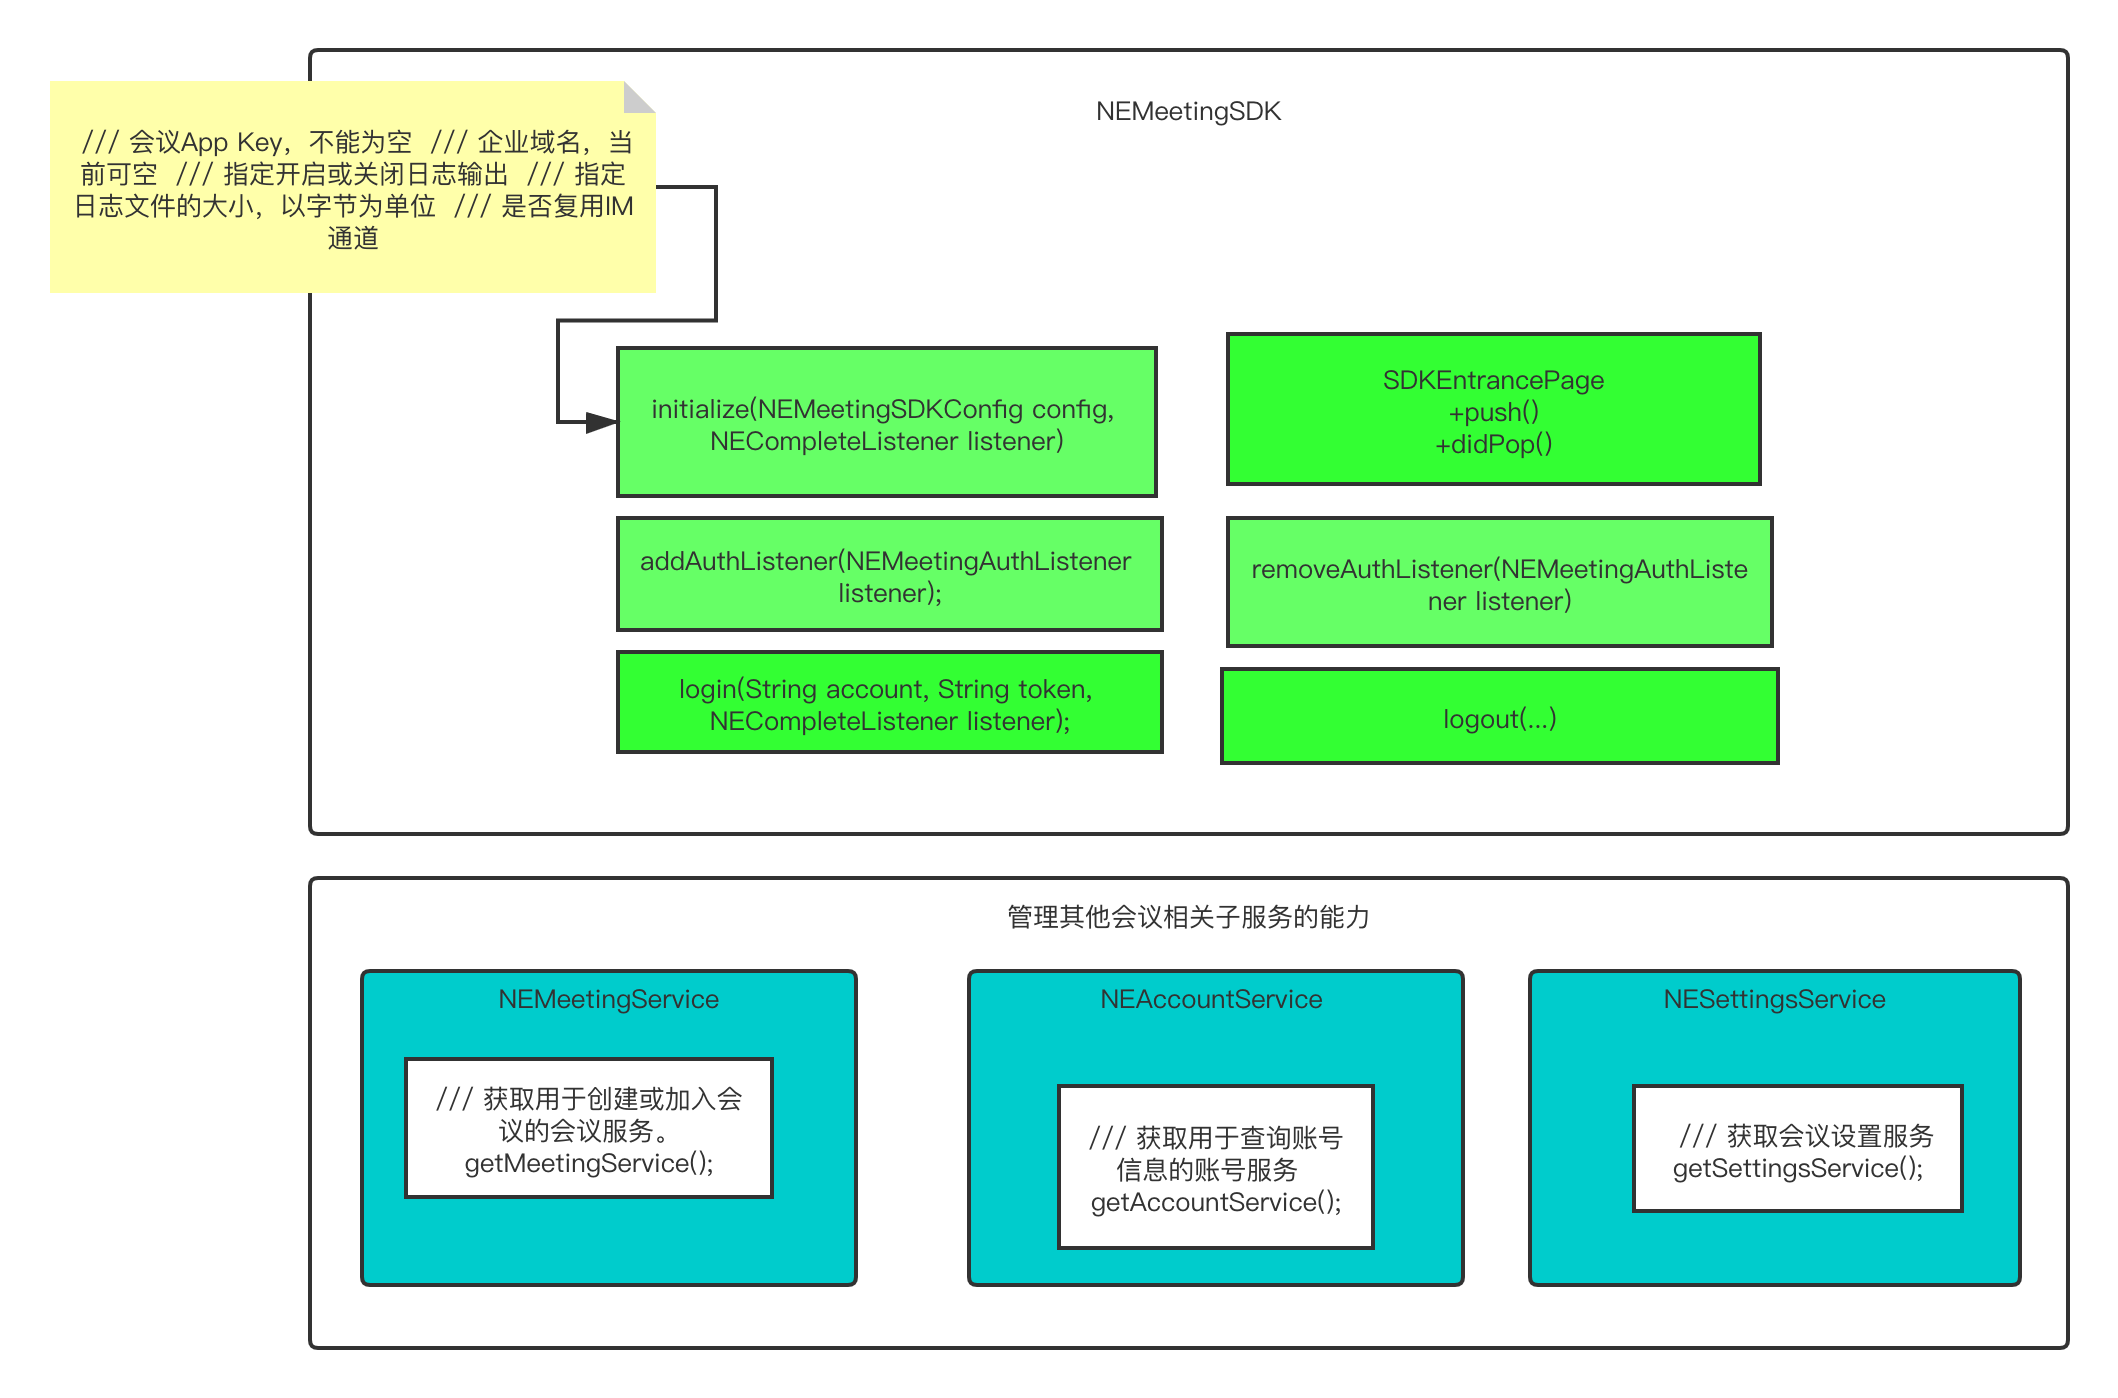 NEMeetingSDK
/// 会议App Key，不能为空  /// 企业域名，当
前可空  /// 指定开启或关闭日志输出  /// 指定
日志文件的大小，以字节为单位  /// 是否复用IM
通道
initialize(NEMeetingSDKConfig config,
NECompleteListener listener)
SDKEntrancePage
+push()
+didPop()
addAuthListener(NEMeetingAuthListener
listener);
removeAuthListener(NEMeetingAuthListe
ner listener)
login(String account, String token,
NECompleteListener listener);
logout(...)
管理其他会议相关子服务的能力
NEMeetingService
/// 获取用于创建或加入会
议的会议服务。
getMeetingService();
NEAccountService
/// 获取用于查询账号
信息的账号服务
getAccountService();
NESettingsService
/// 获取会议设置服务
getSettingsService();